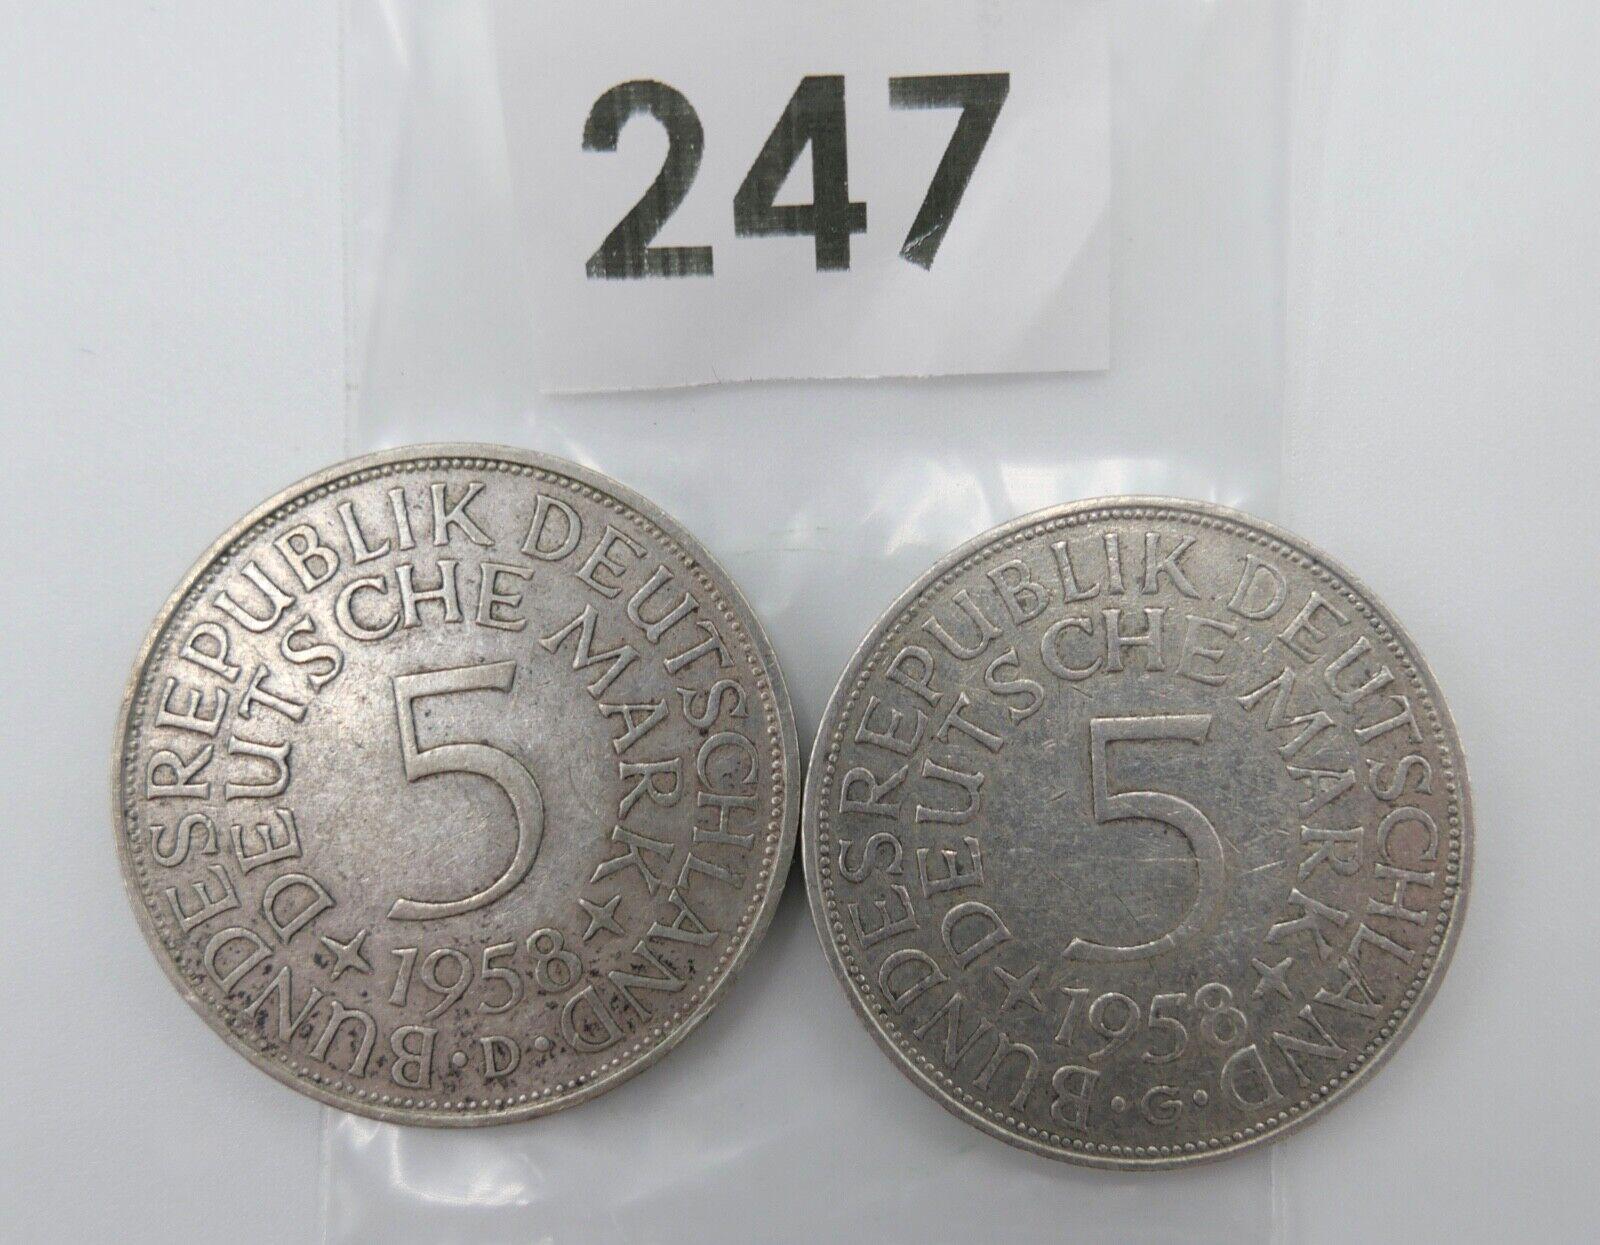 247
BUNDESREPUBLIK DEUTSCHLAND
DEUTSCHE MARK
5
1958
· D ·
BUNDESREPUBLIK DEUTSCHLAND
DEUTSCHE MARK
5
1958
· G ·